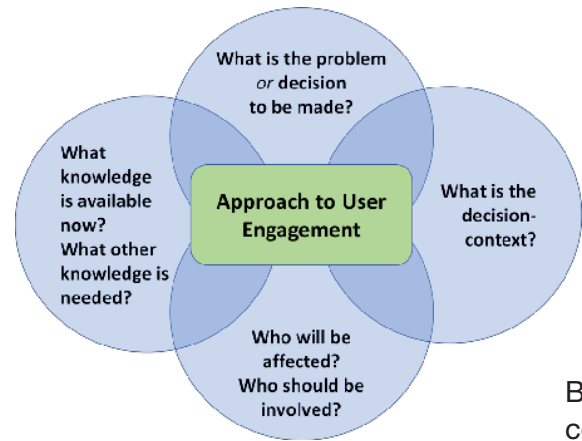 What is the problem
or decision
to be made?
What
knowledge
is available
now?
What other
knowledge is
needed?
Approach to User
Engagement
What is the
decision-
context?
Who will be
affected?
Who should be
involved?